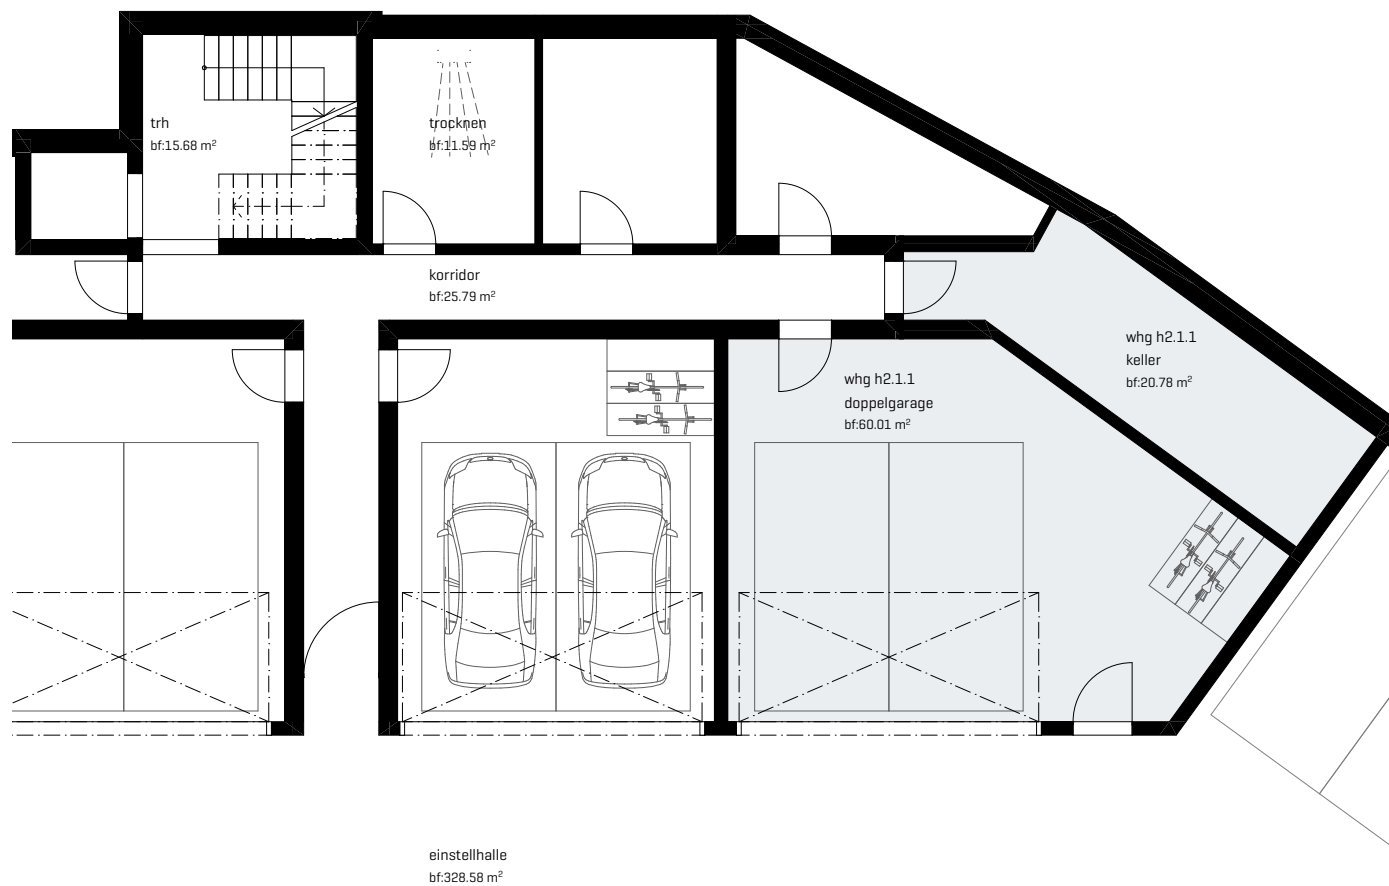 trh
bf:15.68 m²
trocknen
bf:11.59 m²
korridor
bf:25.79 m²
whg h2.1.1
keller
bf:20.78 m²
whg h2.1.1
doppelgarage
bf:60.01 m²
einstellhalle
bf:328.58 m²